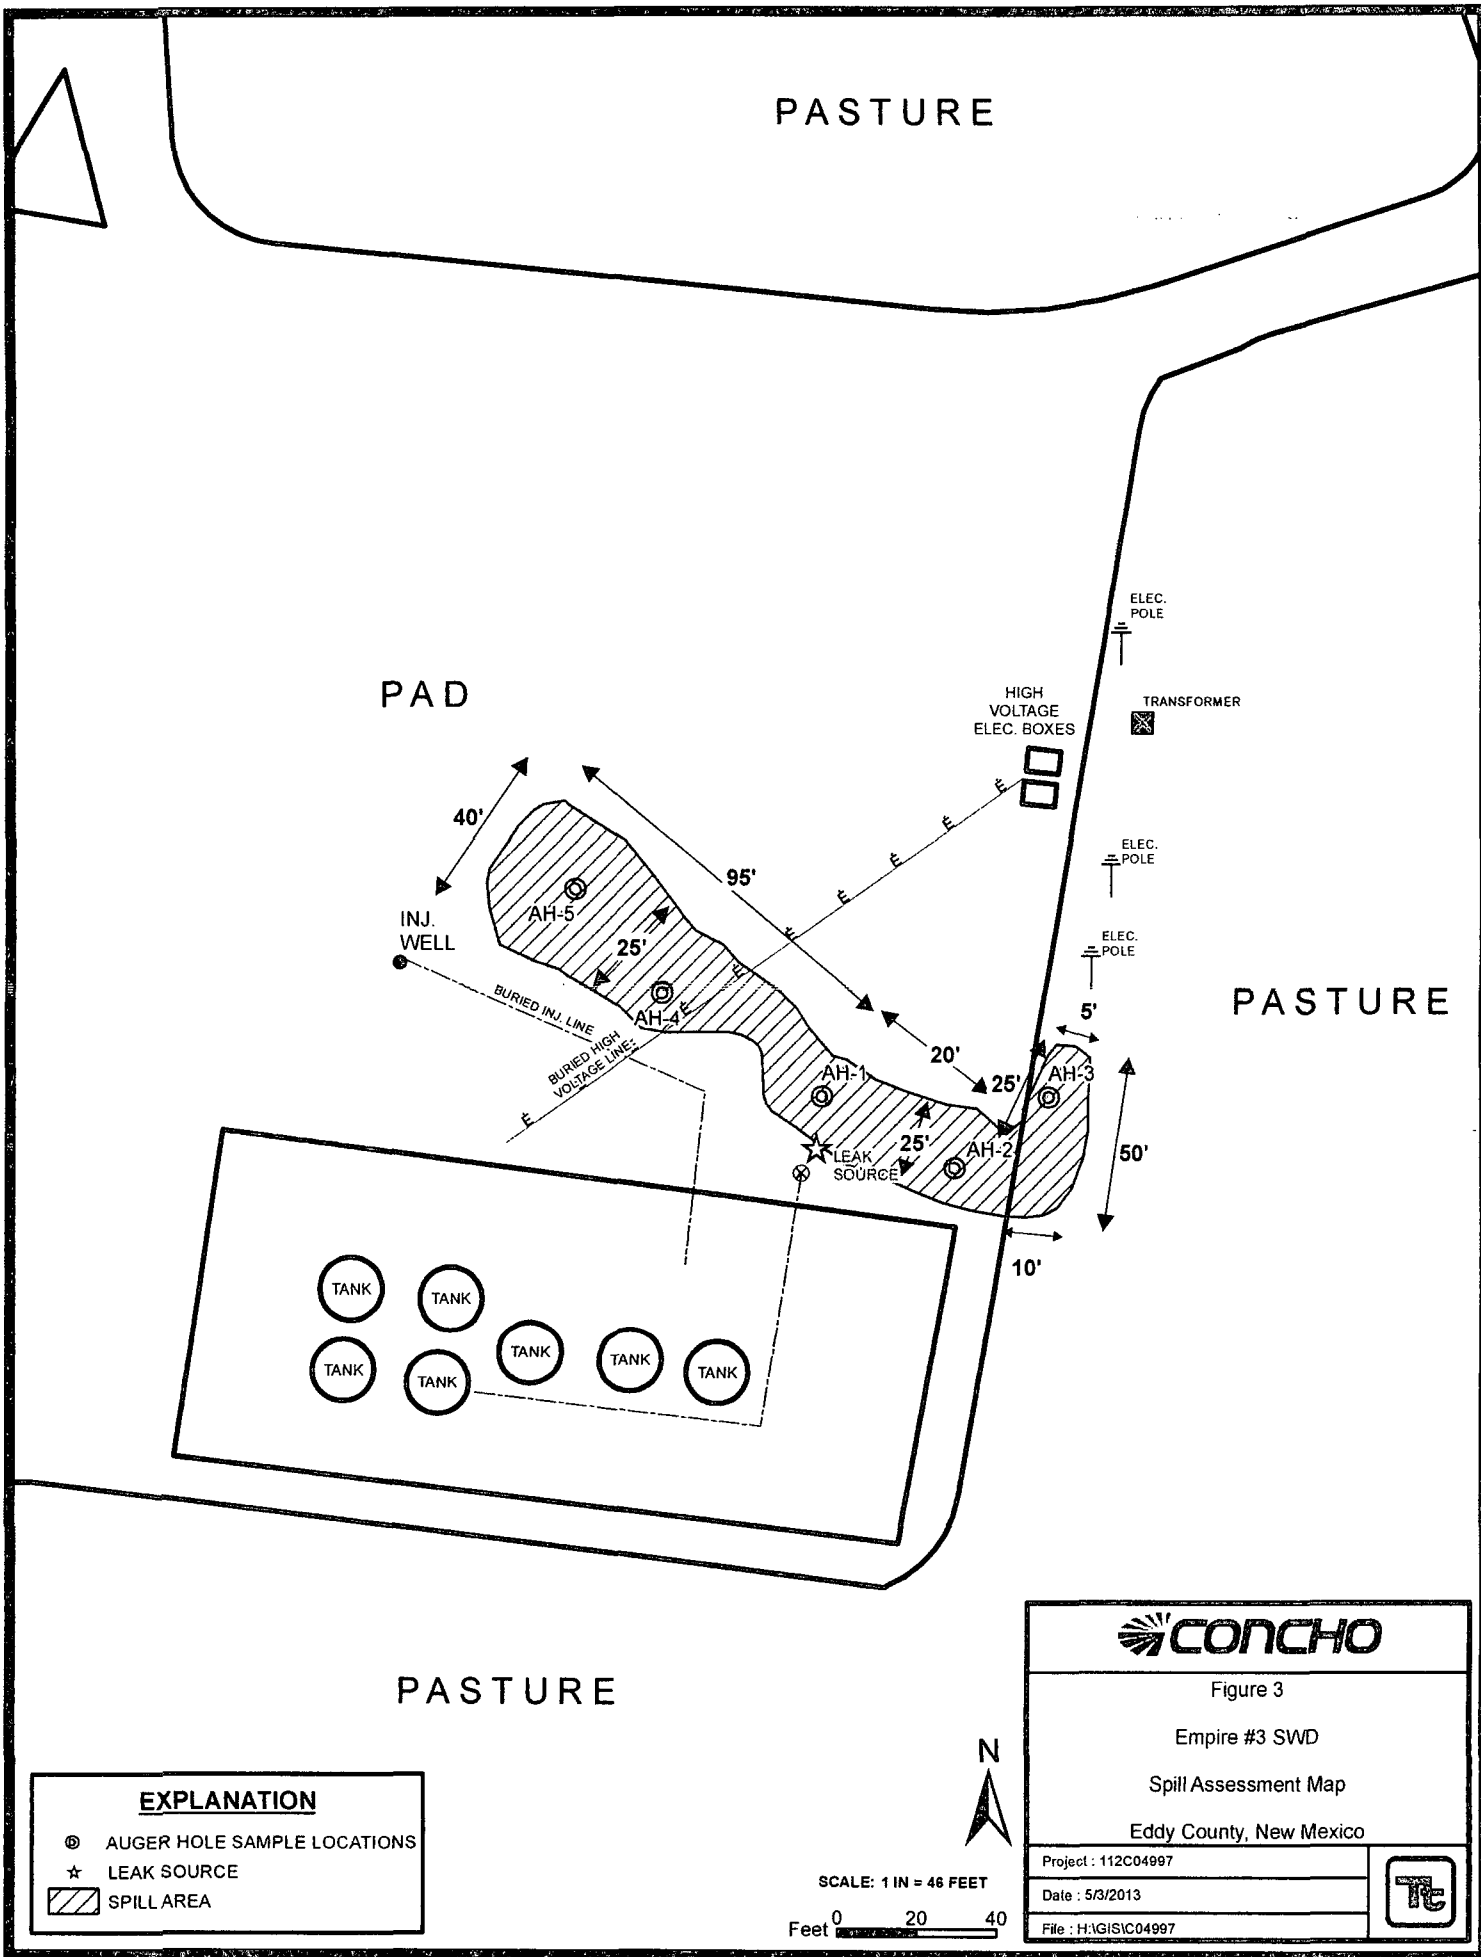 PASTURE
ELEC.
POLE
PAD
HIGH
VOLTAGE
ELEC. BOXES
TRANSFORMER
40'
95'
É
É
É
É
É
É
É
É
ELEC.
POLE
AH-5
INJ.
WELL
25'
ELEC.
POLE
BURIED INJ. LINE
AH-4
BURIED HIGH
VOLTAGE LINE
PASTURE
5'
20'
25'
AH-1
AH-3
25'
AH-2
LEAK
SOURCE
50'
10'
TANK
TANK
TANK
TANK
TANK
TANK
TANK
PASTURE
EXPLANATION
AUGER HOLE SAMPLE LOCATIONS
LEAK SOURCE
SPILL AREA
N
SCALE: 1 IN = 46 FEET
Feet 0 20 40
CONCHO
Figure 3
Empire #3 SWD
Spill Assessment Map
Eddy County, New Mexico
Project : 112C04997
Date : 5/3/2013
File : H:\GIS\C04997
Tt